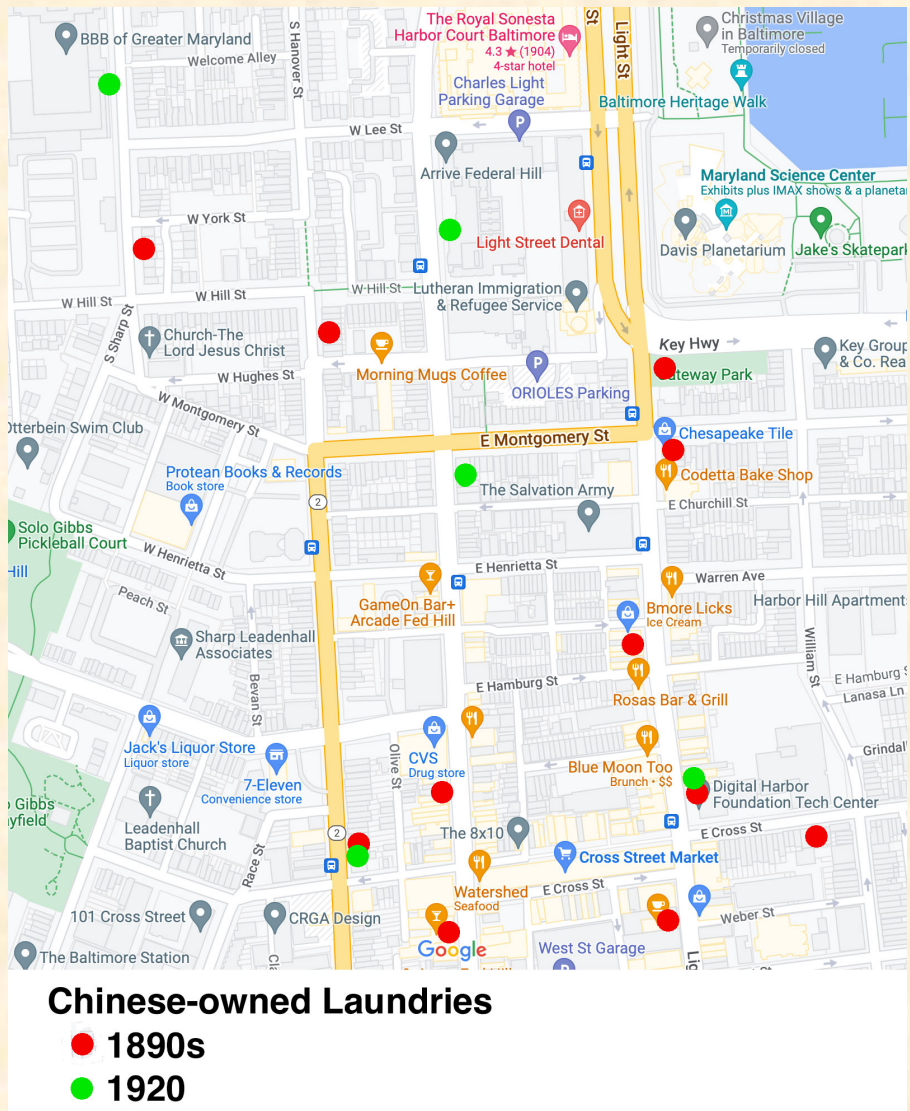 The Royal Sonesta
Harbor Court Baltimore
4.3 ★ (1904)
4-star hotel
St
Light St
Christmas Village
in Baltimore
Temporarily closed
BBB of Greater Maryland
Welcome Alley
S Hanover St
Charles Light
Parking Garage
P
Baltimore Heritage Walk
W Lee St
Arrive Federal Hill
Maryland Science Center
Exhibits plus IMAX shows & a planeta
W York St
Light Street Dental
Davis Planetarium
Jake's Skatepark
W Hill St
W Hill St
W Hill St
Lutheran Immigration
& Refugee Service
S Sharp St
Church-The
Lord Jesus Christ
Key Hwy
Key Group
& Co. Rea
W Hughes St
Morning Mugs Coffee
P
ORIOLES Parking
ateway Park
W Montgomery St
Otterbein Swim Club
E Montgomery St
Chesapeake Tile
Protean Books & Records
Book store
2
The Salvation Army
Codetta Bake Shop
E Churchill St
Solo Gibbs
Pickleball Court
Hill
W Henrietta St
E Henrietta St
Warren Ave
Peach St
GameOn Bar+
Arcade Fed Hill
Bmore Licks
Ice Cream
Harbor Hill Apartment
Sharp Leadenhall
Associates
William St
Bevan St
E Hamburg St
Rosas Bar & Grill
E Hamburg S
Lanasa Ln
Jack's Liquor Store
Liquor store
Olive St
CVS
Drug store
7-Eleven
Convenience store
Blue Moon Too
Brunch • $$
Grindal
Digital Harbor
Foundation Tech Center
o Gibbs
ayfield
Leadenhall
Baptist Church
2
The 8x10
E Cross St
Race St
Cross Street Market
Watershed
Seafood
E Cross St
101 Cross Street
CRGA Design
Weber St
Google
West St Garage
P
The Baltimore Station
Cla
Lig
Chinese-owned Laundries
1890s
1920